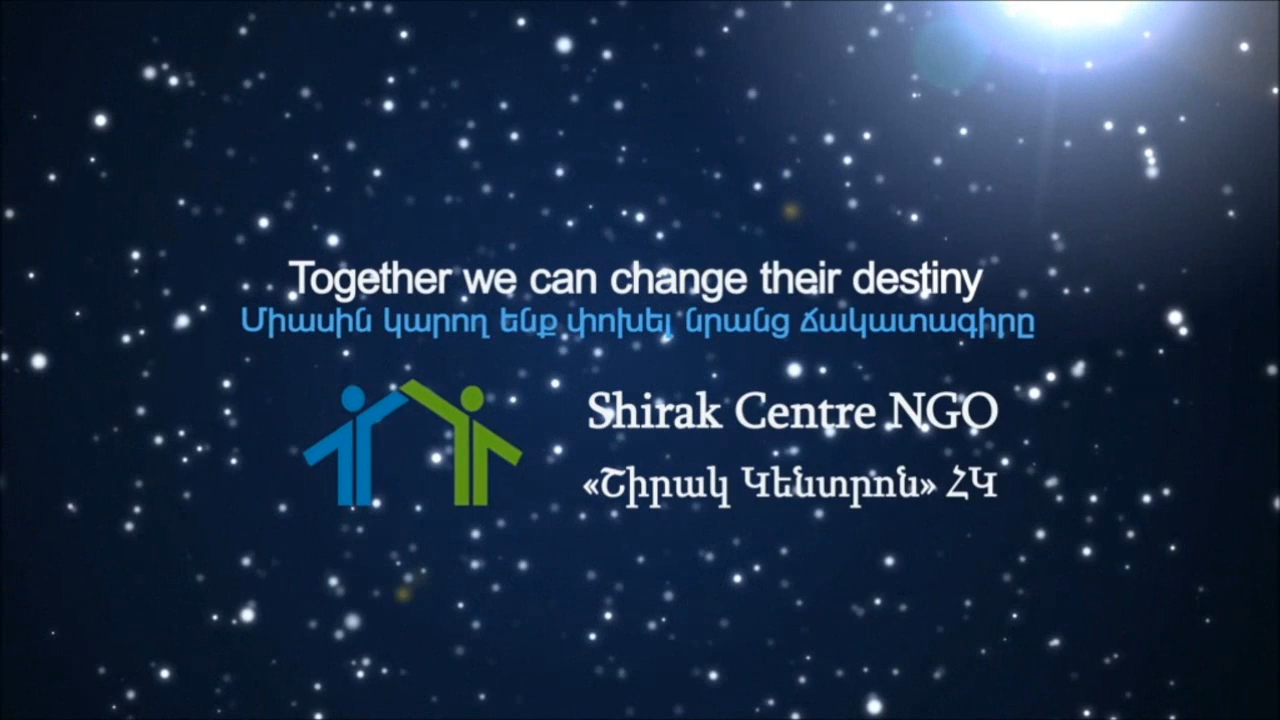 Together we can change their destiny
Միասին կարող ենք փոխել նրանց ճակատագիրը
Shirak Centre NGO
«Շիրակ Կենտրոն» ՀԿ